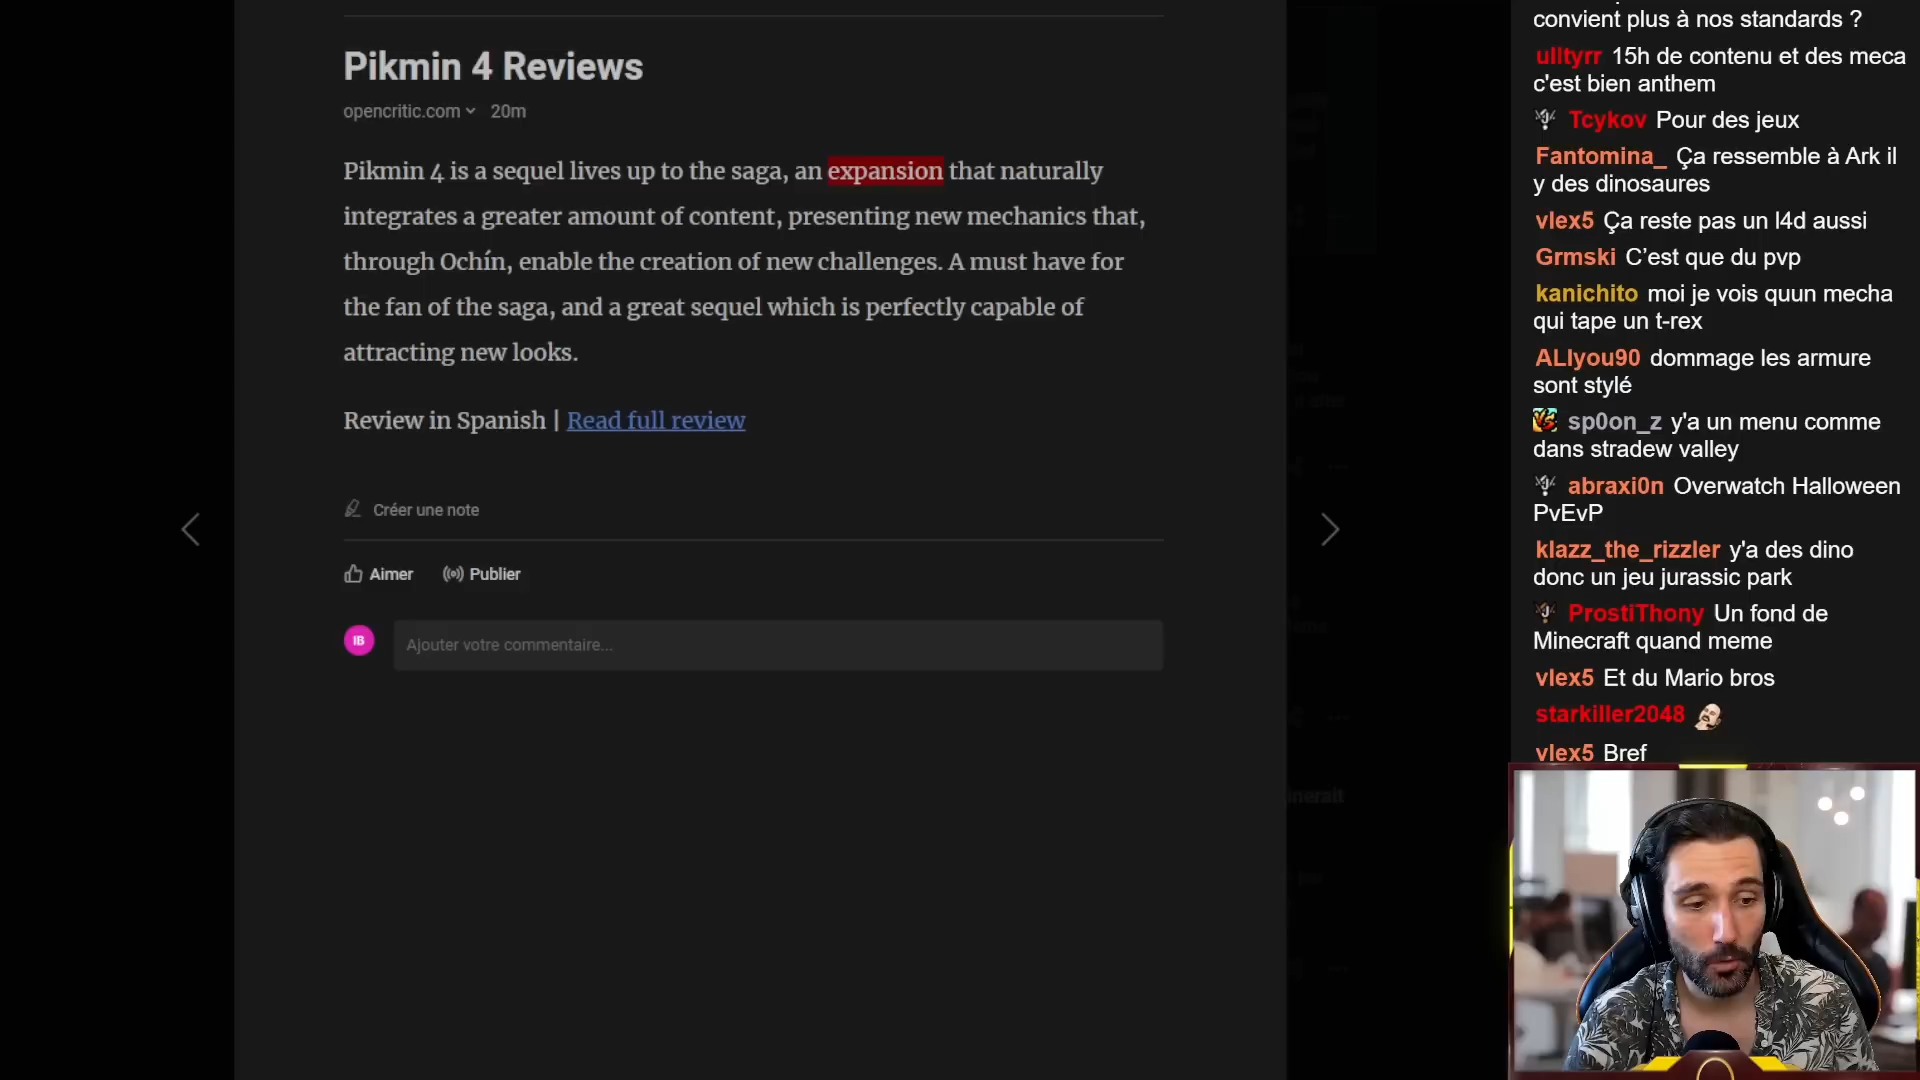 Pikmin 4 Reviews
opencritic.com 20m
Pikmin 4 is a sequel lives up to the saga, an expansion that naturally
integrates a greater amount of content, presenting new mechanics that,
through Ochín, enable the creation of new challenges. A must have for
the fan of the saga, and a great sequel which is perfectly capable of
attracting new looks.
Review in Spanish | Read full review
Créer une note
Aimer Publier
IB Ajouter votre commentaire...
convient plus à nos standards ?
ulltyrr 15h de contenu et des meca
c'est bien anthem
Tcykov Pour des jeux
Fantomina_ Ça ressemble à Ark il
y des dinosaures
vlex5 Ça reste pas un l4d aussi
Grmski C’est que du pvp
kanichito moi je vois quun mecha
qui tape un t-rex
ALlyou90 dommage les armure
sont stylé
sp0on_z y'a un menu comme
dans stradew valley
abraxi0n Overwatch Halloween
PvEvP
klazz_the_rizzler y'a des dino
donc un jeu jurassic park
ProstiThony Un fond de
Minecraft quand meme
vlex5 Et du Mario bros
starkiller2048
vlex5 Bref